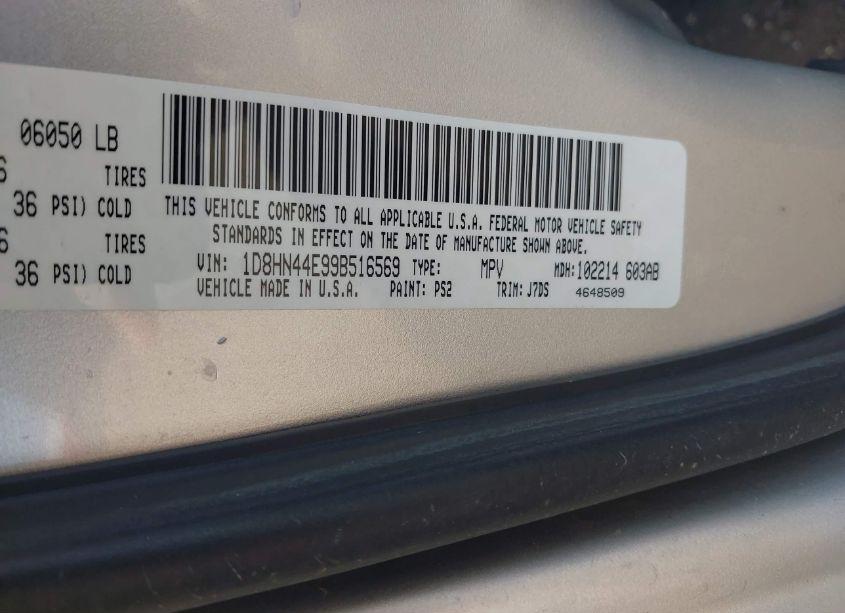 06050 LB
6 TIRES
36 PSI) COLD
6 TIRES
36 PSI) COLD
THIS VEHICLE CONFORMS TO ALL APPLICABLE U.S.A. FEDERAL MOTOR VEHICLE SAFETY
STANDARDS IN EFFECT ON THE DATE OF MANUFACTURE SHOWN ABOVE.
VIN: 1D8HN44E99B516569 TYPE: MPV MDH: 102214 603AB
VEHICLE MADE IN U.S.A. PAINT: PS2 TRIM: J7DS 4648509